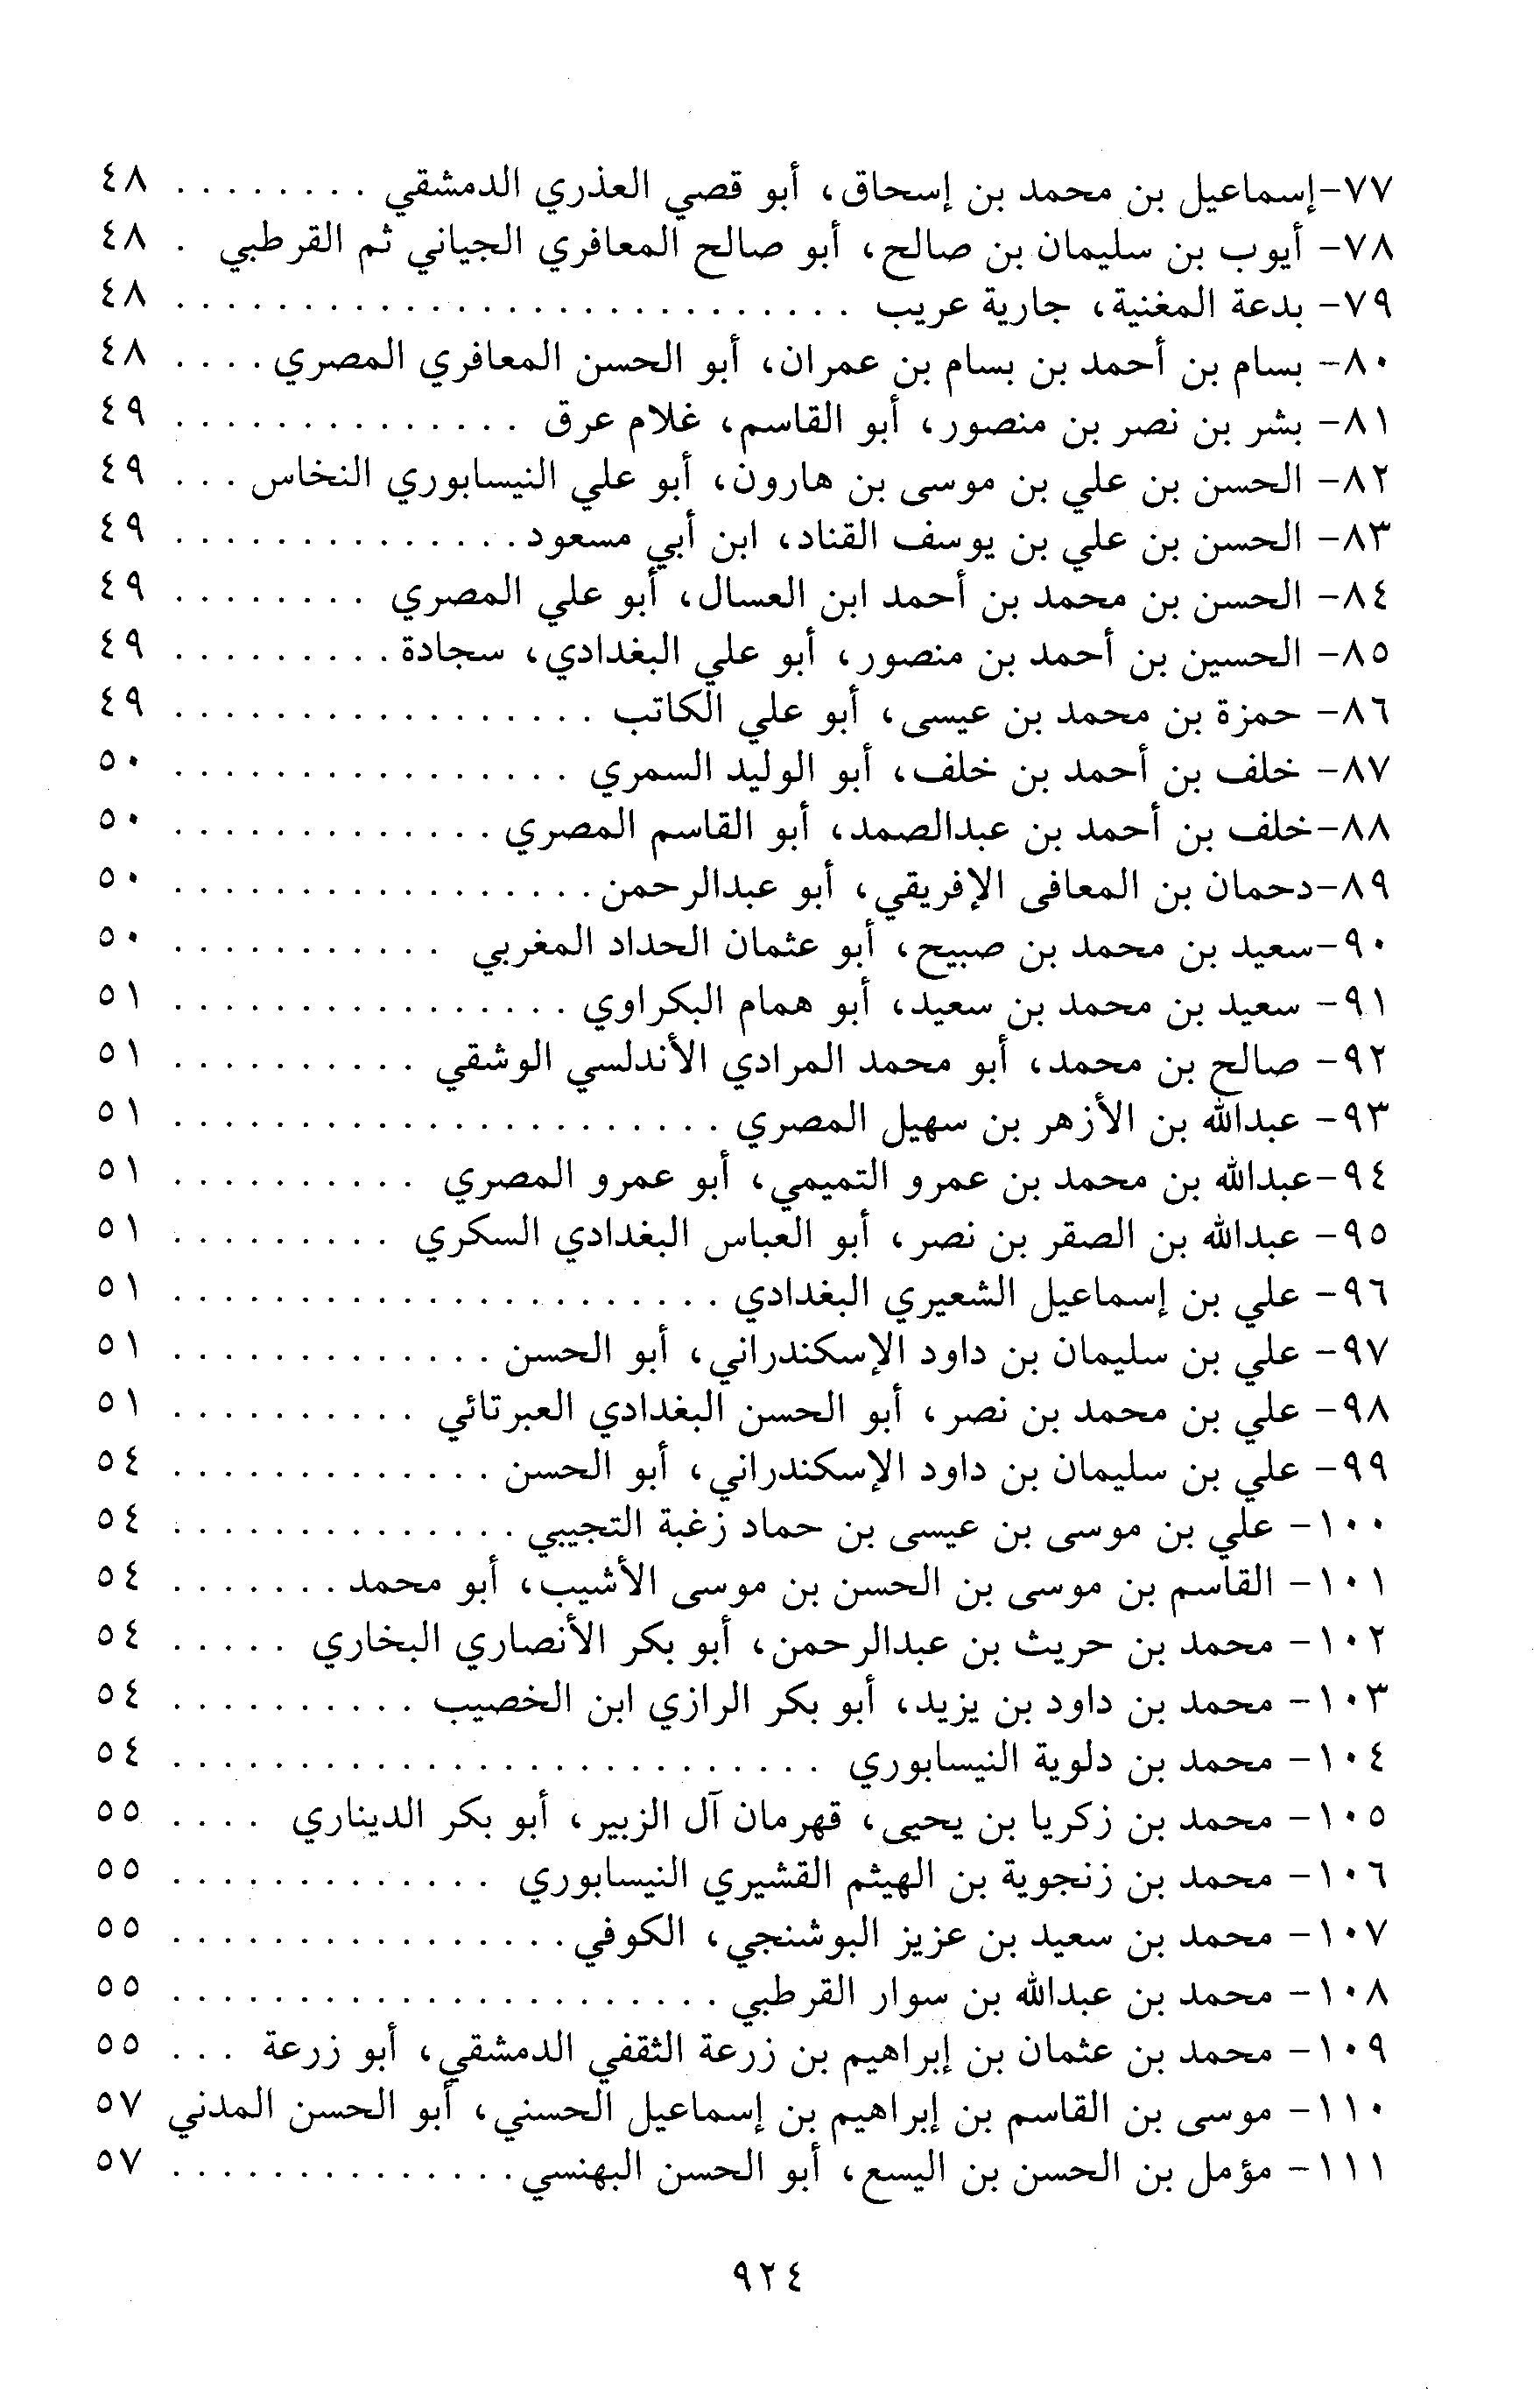 ٧٧-إسماعيل بن محمد بن إسحاق، أبو قصي العذري الدمشقي . . . . . . . . ٤٨
٧٨- أيوب بن سليمان بن صالح، أبو صالح المعافري الجياني ثم القرطبي . ٤٨
٧٩- بدعة المغنية، جارية عريب . . . . . . . . . . . . . . . . . . . . . . . . . . . ٤٨
٨٠- بسام بن أحمد بن بسام بن عمران، أبو الحسن المعافري المصري . . . . ٤٨
٨١- بشر بن نصر بن منصور، أبو القاسم، غلام عرق . . . . . . . . . . . . . . ٤٩
٨٢- الحسن بن علي بن موسى بن هارون، أبو علي النيسابوري النخاس . . . ٤٩
٨٣- الحسن بن علي بن يوسف القناد، ابن أبي مسعود . . . . . . . . . . . . . . ٤٩
٨٤- الحسن بن محمد بن أحمد ابن العسال، أبو علي المصري . . . . . . . . ٤٩
٨٥- الحسين بن أحمد بن منصور، أبو علي البغدادي، سجادة . . . . . . . . . ٤٩
٨٦- حمزة بن محمد بن عيسى، أبو علي الكاتب . . . . . . . . . . . . . . . . . ٤٩
٨٧- خلف بن أحمد بن خلف، أبو الوليد السمري . . . . . . . . . . . . . . . . ٥٠
٨٨-خلف بن أحمد بن عبدالصمد، أبو القاسم المصري . . . . . . . . . . . . . ٥٠
٨٩-دحمان بن المعافى الإفريقي، أبو عبدالرحمن . . . . . . . . . . . . . . . . . ٥٠
٩٠-سعيد بن محمد بن صبيح، أبو عثمان الحداد المغربي . . . . . . . . . . . ٥٠
٩١- سعيد بن محمد بن سعيد، أبو همام البكراوي . . . . . . . . . . . . . . . . ٥١
٩٢- صالح بن محمد، أبو محمد المرادي الأندلسي الوشقي . . . . . . . . . . ٥١
٩٣- عبدالله بن الأزهر بن سهيل المصري . . . . . . . . . . . . . . . . . . . . . . ٥١
٩٤-عبدالله بن محمد بن عمرو التميمي، أبو عمرو المصري . . . . . . . . . . ٥١
٩٥- عبدالله بن الصقر بن نصر، أبو العباس البغدادي السكري . . . . . . . . . ٥١
٩٦- علي بن إسماعيل الشعيري البغدادي . . . . . . . . . . . . . . . . . . . . . . ٥١
٩٧- علي بن سليمان بن داود الإسكندراني، أبو الحسن . . . . . . . . . . . . . ٥١
٩٨- علي بن محمد بن نصر، أبو الحسن البغدادي العبرتائي . . . . . . . . . . ٥١
٩٩- علي بن سليمان بن داود الإسكندراني، أبو الحسن . . . . . . . . . . . . . ٥٤
١٠٠- علي بن موسى بن عيسى بن حماد زغبة التجيبي . . . . . . . . . . . . . . ٥٤
١٠١- القاسم بن موسى بن الحسن بن موسى الأشيب، أبو محمد . . . . . . . ٥٤
١٠٢- محمد بن حريث بن عبدالرحمن، أبو بكر الأنصاري البخاري . . . . . ٥٤
١٠٣- محمد بن داود بن يزيد، أبو بكر الرازي ابن الخصيب . . . . . . . . . . ٥٤
١٠٤- محمد بن دلوية النيسابوري . . . . . . . . . . . . . . . . . . . . . . . . . . ٥٤
١٠٥- محمد بن زكريا بن يحيى، قهرمان آل الزبير، أبو بكر الديناري . . . . ٥٥
١٠٦- محمد بن زنجوية بن الهيثم القشيري النيسابوري . . . . . . . . . . . . . ٥٥
١٠٧- محمد بن سعيد بن عزيز البوشنجي، الكوفي . . . . . . . . . . . . . . . . ٥٥
١٠٨- محمد بن عبدالله بن سوار القرطبي . . . . . . . . . . . . . . . . . . . . . . ٥٥
١٠٩- محمد بن عثمان بن إبراهيم بن زرعة الثقفي الدمشقي، أبو زرعة . . . ٥٥
١١٠- موسى بن القاسم بن إبراهيم بن إسماعيل الحسني، أبو الحسن المدني ٥٧
١١١- مؤمل بن الحسن بن اليسع، أبو الحسن البهنسي . . . . . . . . . . . . . . ٥٧
٩٢٤